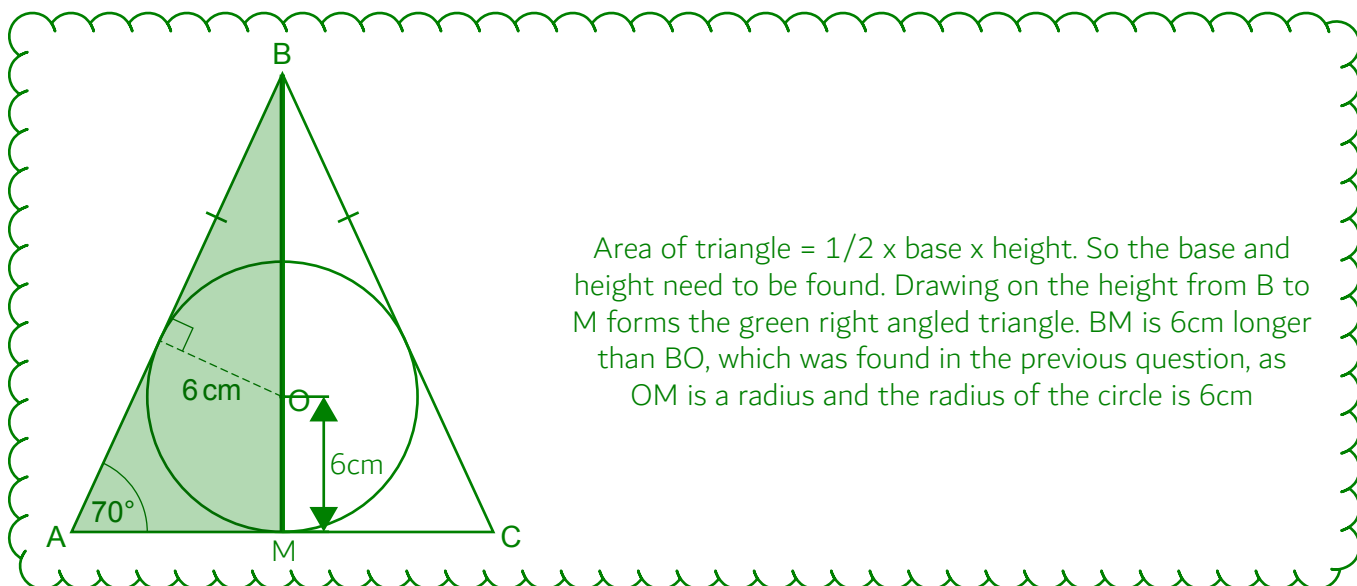 B
Area of triangle = 1/2 x base x height. So the base and
height need to be found. Drawing on the height from B to
M forms the green right angled triangle. BM is 6cm longer
than BO, which was found in the previous question, as
OM is a radius and the radius of the circle is 6cm
6 cm
O
6cm
70°
A
M
C